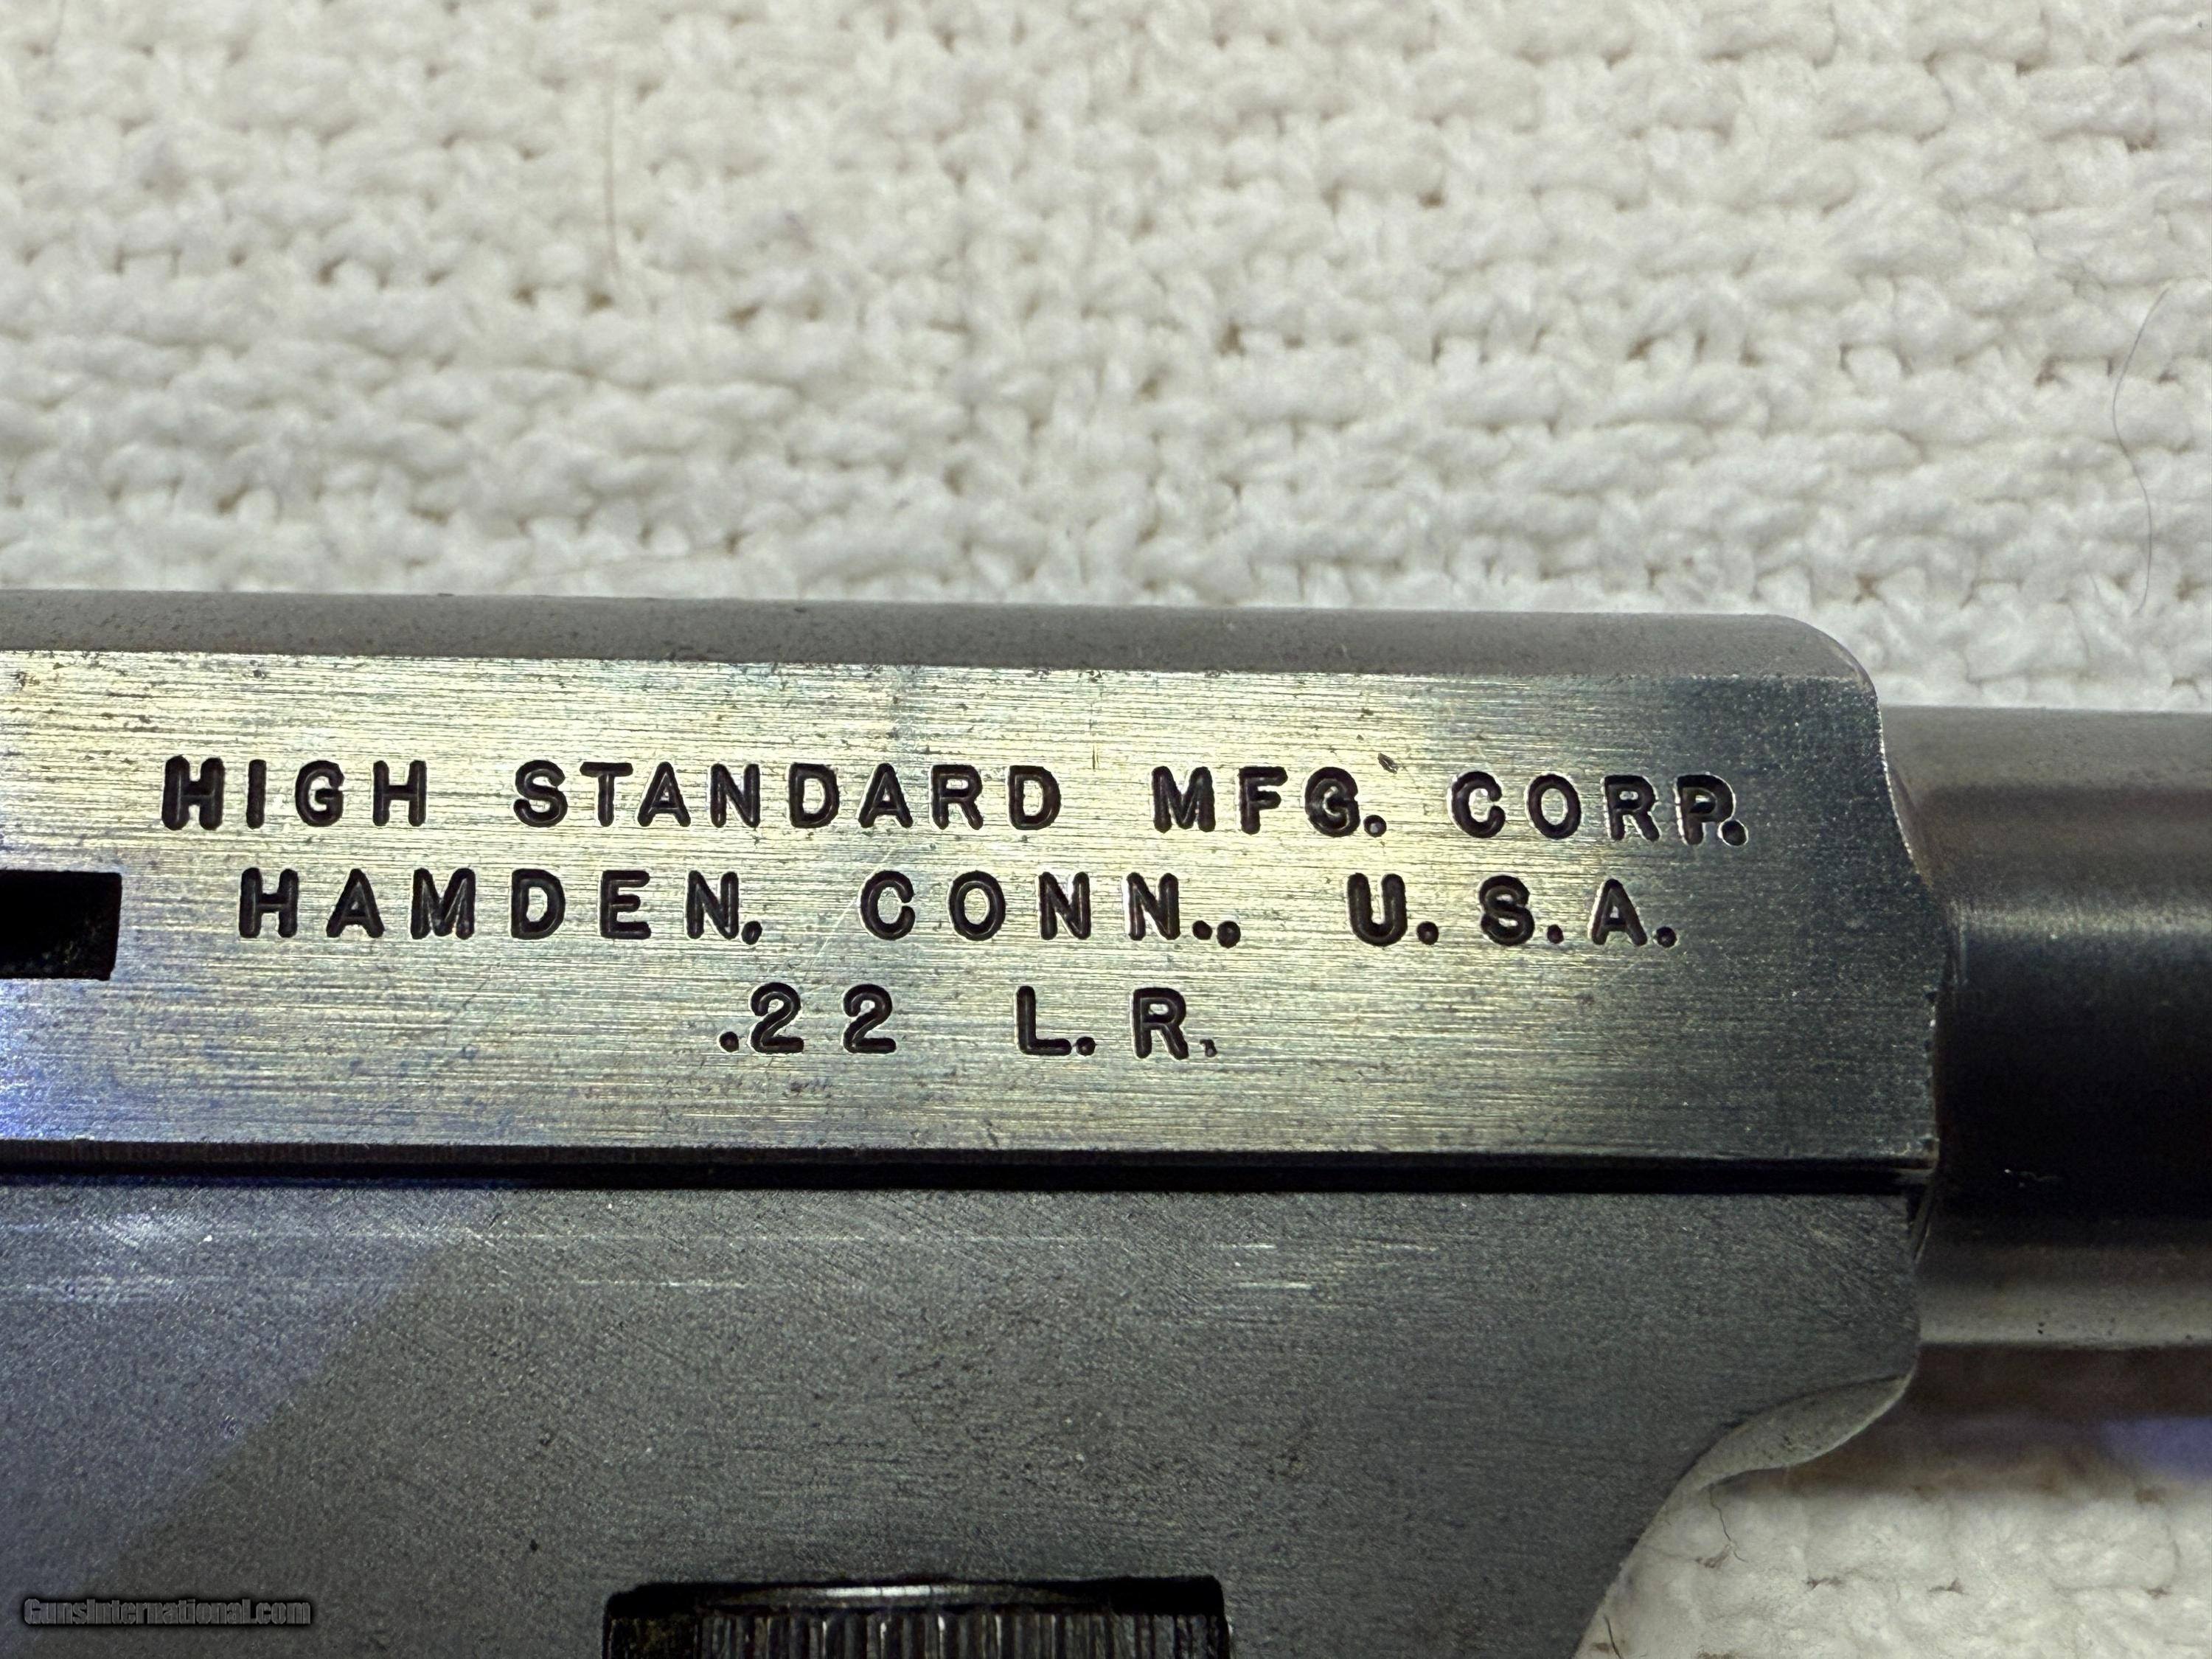 HIGH STANDARD MFG. CORP.
HAMDEN, CONN., U.S.A.
.22 L.R.
GunsInternational.com